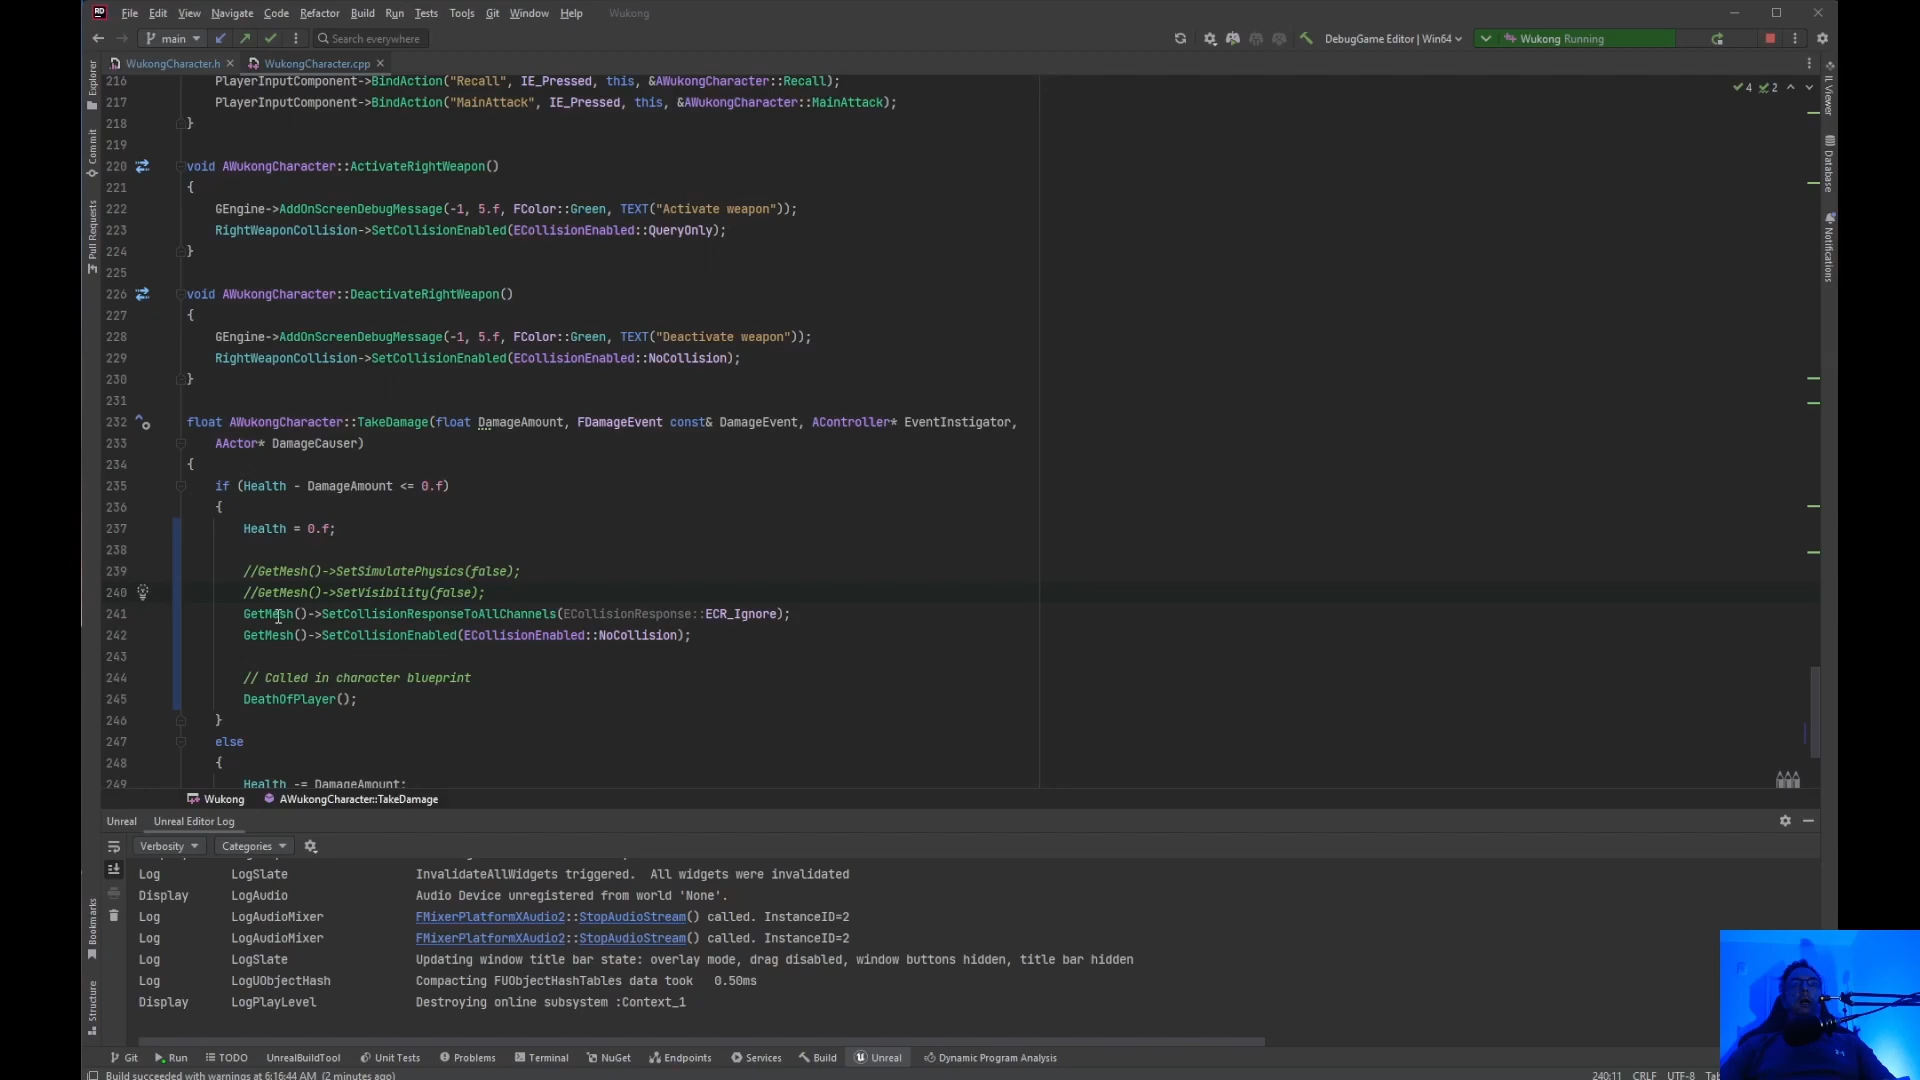 File Edit View Navigate Code Refactor Build Run Tests Tools Git Window Help Wukong
main Search everywhere DebugGame Editor | Win64 Wukong Running
WukongCharacter.h WukongCharacter.cpp
216 PlayerInputComponent->BindAction("Recall", IE_Pressed, this, &AWukongCharacter::Recall);
217 PlayerInputComponent->BindAction("MainAttack", IE_Pressed, this, &AWukongCharacter::MainAttack);
218 }
219
220 void AWukongCharacter::ActivateRightWeapon()
221 {
222 GEngine->AddOnScreenDebugMessage(-1, 5.f, FColor::Green, TEXT("Activate weapon"));
223 RightWeaponCollision->SetCollisionEnabled(ECollisionEnabled::QueryOnly);
224 }
225
226 void AWukongCharacter::DeactivateRightWeapon()
227 {
228 GEngine->AddOnScreenDebugMessage(-1, 5.f, FColor::Green, TEXT("Deactivate weapon"));
229 RightWeaponCollision->SetCollisionEnabled(ECollisionEnabled::NoCollision);
230 }
231
232 float AWukongCharacter::TakeDamage(float DamageAmount, FDamageEvent const& DamageEvent, AController* EventInstigator,
233 AActor* DamageCauser)
234 {
235 if (Health - DamageAmount <= 0.f)
236 {
237 Health = 0.f;
238
239 //GetMesh()->SetSimulatePhysics(false);
240 //GetMesh()->SetVisibility(false);
241 GetMesh()->SetCollisionResponseToAllChannels(ECollisionResponse::ECR_Ignore);
242 GetMesh()->SetCollisionEnabled(ECollisionEnabled::NoCollision);
243
244 // Called in character blueprint
245 DeathOfPlayer();
246 }
247 else
248 {
249 Health -= DamageAmount;
4 2
Explorer
Commit
Pull Requests
Bookmarks
Structure
IL Viewer
Database
Notifications
Wukong AWukongCharacter::TakeDamage
Unreal Unreal Editor Log
Verbosity Categories
Log LogSlate InvalidateAllWidgets triggered. All widgets were invalidated
Display LogAudio Audio Device unregistered from world 'None'.
Log LogAudioMixer FMixerPlatformXAudio2::StopAudioStream() called. InstanceID=2
Log LogAudioMixer FMixerPlatformXAudio2::StopAudioStream() called. InstanceID=2
Log LogSlate Updating window title bar state: overlay mode, drag disabled, window buttons hidden, title bar hidden
Log LogUObjectHash Compacting FUObjectHashTables data took 0.50ms
Display LogPlayLevel Destroying online subsystem :Context_1
Git Run TODO UnrealBuildTool Unit Tests Problems Terminal NuGet Endpoints Services Build Unreal Dynamic Program Analysis
Build succeeded with warnings at 6:16:44 AM (2 minutes ago) 240:11 CRLF UTF-8